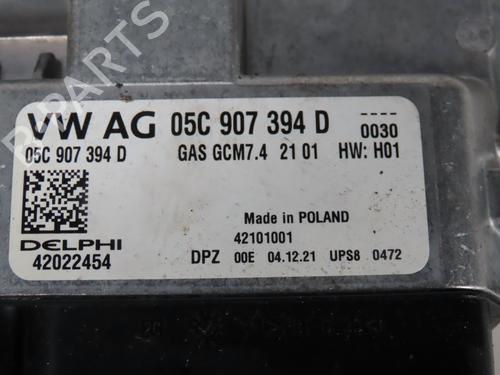 VW AG 05C 907 394 D
----
0030
05C 907 394 D GAS GCM7.4 21 01 HW: H01
Made in POLAND
DELPHI 42101001
42022454 DPZ 00E 04.12.21 UPS8 0472
B PARTS